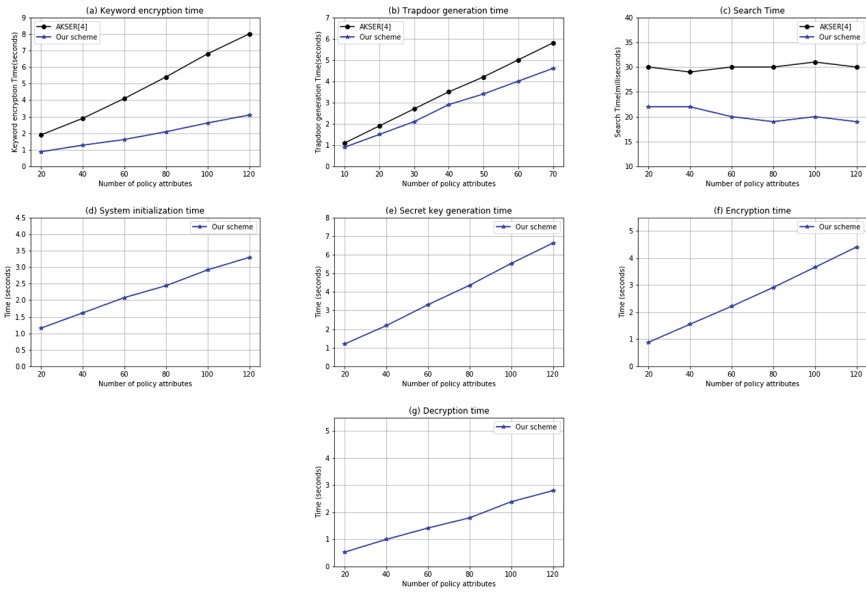 (a) Keyword encryption time
AKSER[4]
Our scheme
Keyword encryption Time(seconds)
9
8
7
6
5
4
3
2
1
0
20 40 60 80 100 120
Number of policy attributes
(b) Trapdoor generation time
AKSER[4]
Our scheme
Trapdoor generation Time(seconds)
7
6
5
4
3
2
1
0
10 20 30 40 50 60 70
Number of policy attributes
(c) Search Time
AKSER[4]
Our scheme
Search Time(milliseconds)
40
35
30
25
20
15
10
20 40 60 80 100 120
Number of policy attributes
(d) System initialization time
Our scheme
Time (seconds)
4.5
4.0
3.5
3.0
2.5
2.0
1.5
1.0
0.5
0.0
20 40 60 80 100 120
Number of policy attributes
(e) Secret key generation time
Our scheme
Time (seconds)
8
7
6
5
4
3
2
1
0
20 40 60 80 100 120
Number of policy attributes
(f) Encryption time
Our scheme
Time (seconds)
5
4
3
2
1
0
20 40 60 80 100 120
Number of policy attributes
(g) Decryption time
Our scheme
Time (seconds)
5
4
3
2
1
0
20 40 60 80 100 120
Number of policy attributes